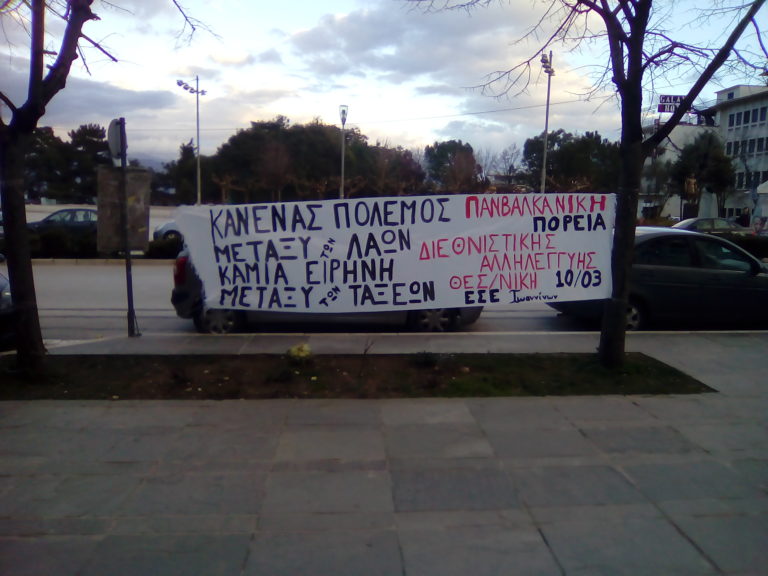 ΚΑΝΕΝΑΣ ΠΟΛΕΜΟΣ
ΜΕΤΑΞΥ ΤΩΝ ΛΑΩΝ
ΚΑΜΙΑ ΕΙΡΗΝΗ
ΜΕΤΑΞΥ ΤΩΝ ΤΑΞΕΩΝ
ΠΑΝΒΑΛΚΑΝΙΚΗ
ΠΟΡΕΙΑ
ΔΙΕΘΝΙΣΤΙΚΗΣ
ΑΛΛΗΛΕΓΓΥΗΣ
ΘΕΣ/ΝΙΚΗ 10/03
ΕΣΕ Ιωαννίνων